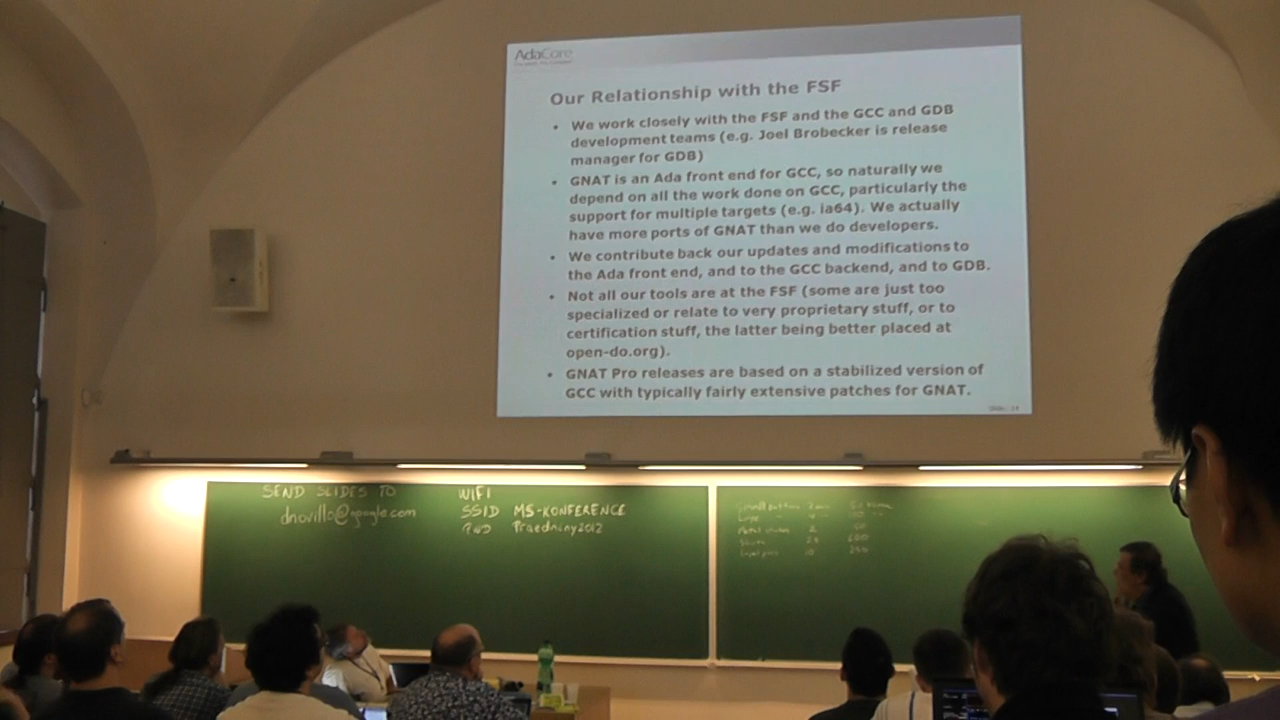 AdaCore
Our Relationship with the FSF
• We work closely with the FSF and the GCC and GDB
development teams (e.g. Joel Brobecker is release
manager for GDB)
• GNAT is an Ada front end for GCC, so naturally we
depend on all the work done on GCC, particularly the
support for multiple targets (e.g. ia64). We actually
have more ports of GNAT than we do developers.
• We contribute back our updates and modifications to
the Ada front end, and to the GCC backend, and to GDB.
• Not all our tools are at the FSF (some are just too
specialized or relate to very proprietary stuff, or to
certification stuff, the latter being better placed at
open-do.org).
• GNAT Pro releases are based on a stabilized version of
GCC with typically fairly extensive patches for GNAT.
SEND SLIDES TO
dnovillo@google.com
WIFI
SSID MS-KONFERENCE
PWD Praedniny2012